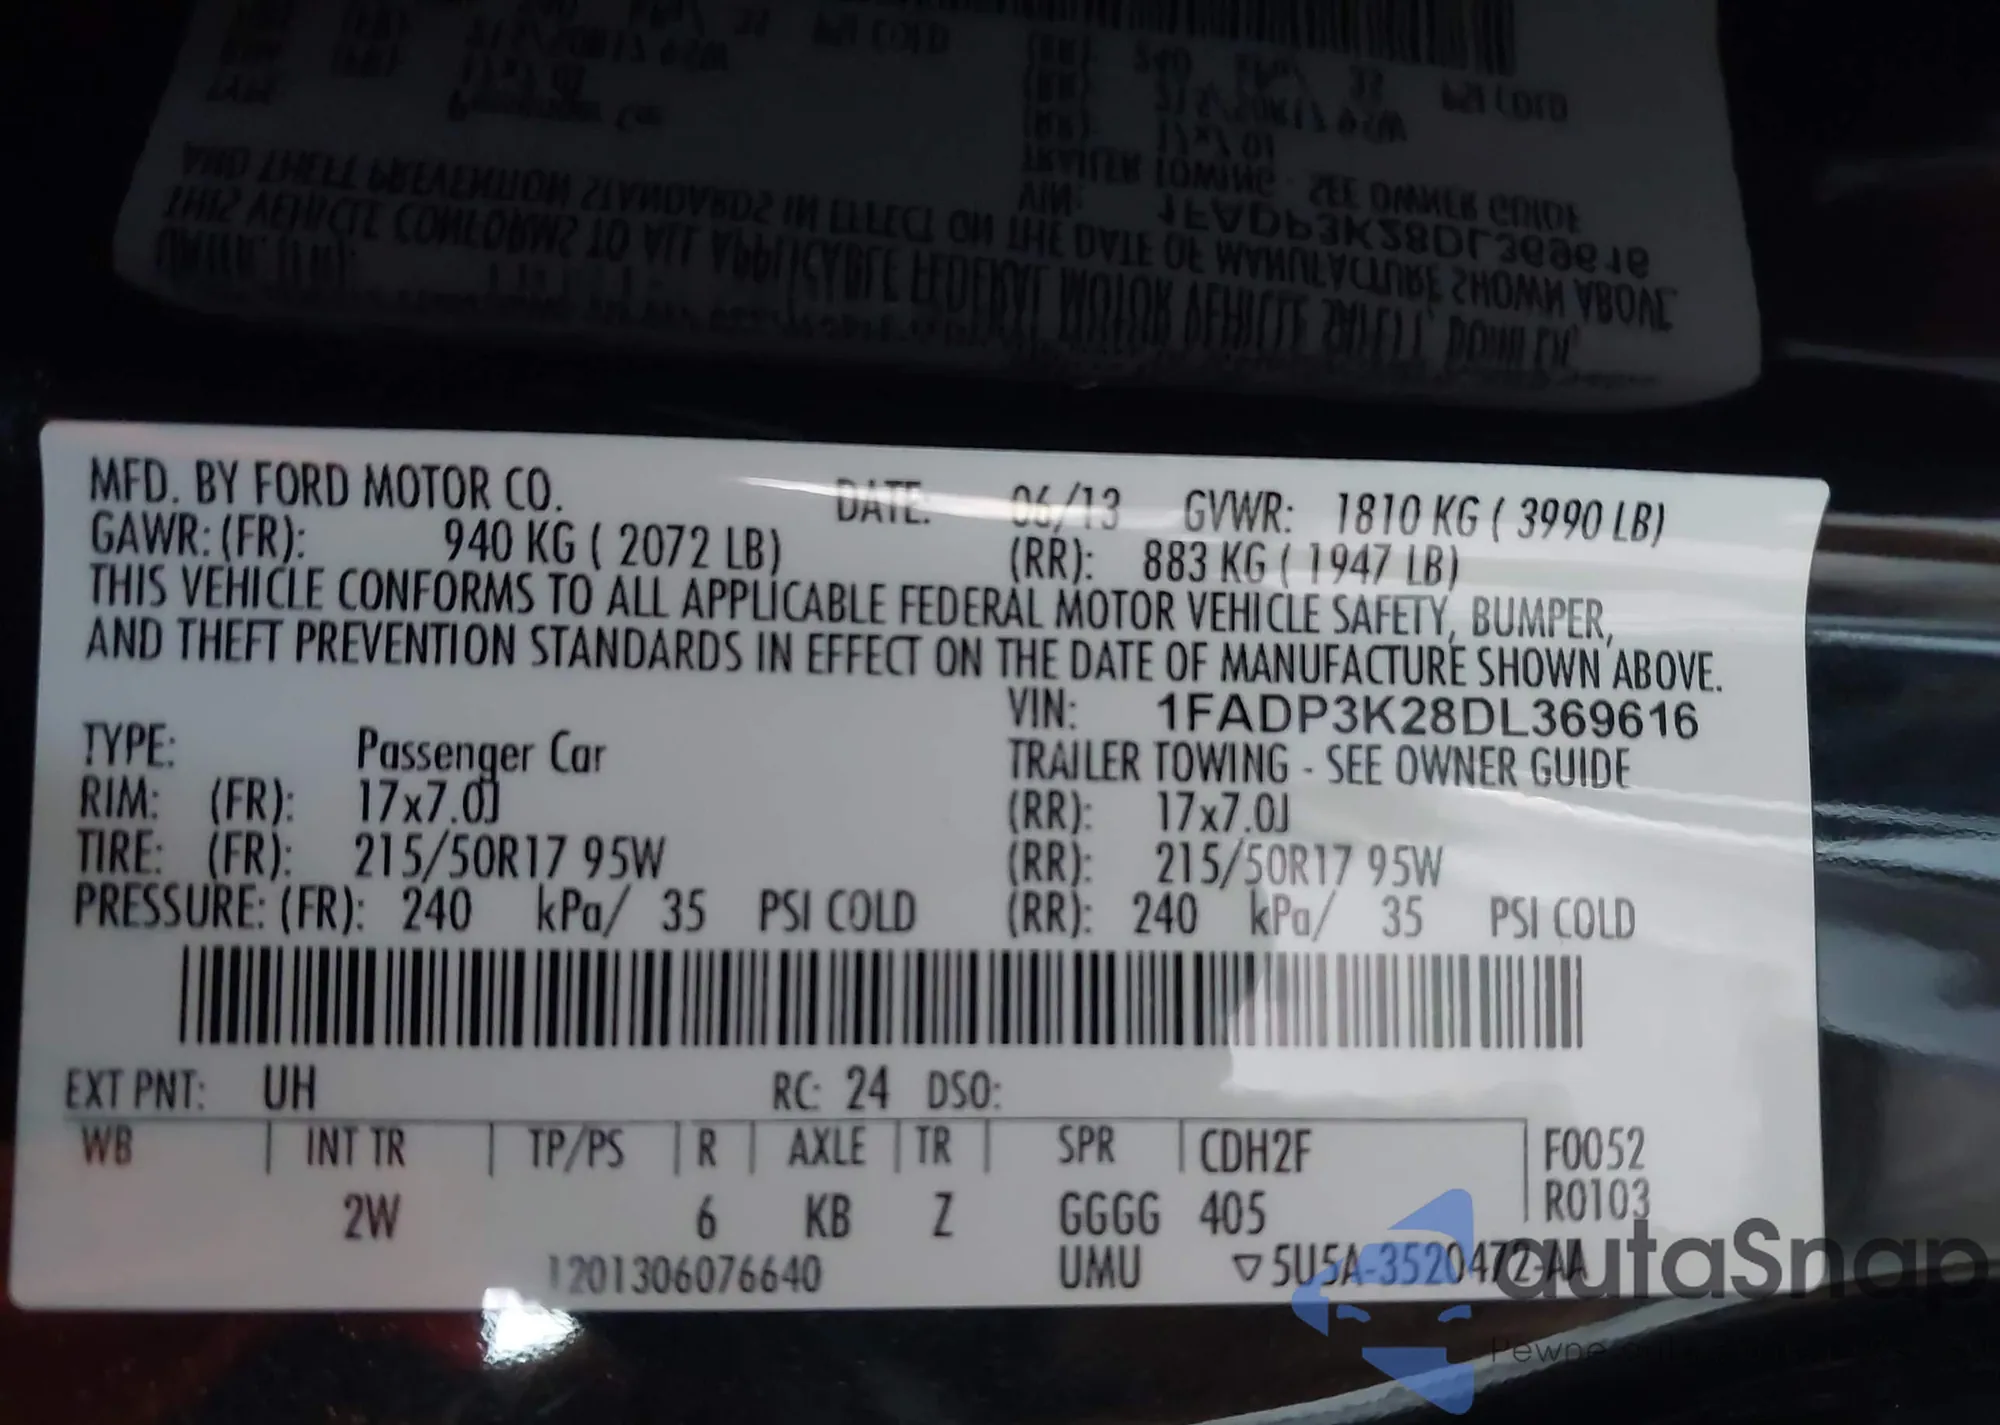 MFD. BY FORD MOTOR CO. DATE: 06/13 GVWR: 1810 KG ( 3990 LB)
GAWR: (FR): 940 KG ( 2072 LB) (RR): 883 KG ( 1947 LB)
THIS VEHICLE CONFORMS TO ALL APPLICABLE FEDERAL MOTOR VEHICLE SAFETY, BUMPER,
AND THEFT PREVENTION STANDARDS IN EFFECT ON THE DATE OF MANUFACTURE SHOWN ABOVE.
VIN: 1FADP3K28DL369616
TYPE: Passenger Car TRAILER TOWING - SEE OWNER GUIDE
RIM: (FR): 17x7.0J (RR): 17x7.0J
TIRE: (FR): 215/50R17 95W (RR): 215/50R17 95W
PRESSURE: (FR): 240 kPa/ 35 PSI COLD (RR): 240 kPa/ 35 PSI COLD
EXT PNT: UH RC: 24 DSO:
WB | INT TR | TP/PS | R | AXLE | TR | SPR | CDH2F | F0052
2W 6 KB Z GGGG 405 | R0103
1201306076640 UMU ▽5U5A-3520472-AA
autaSnap